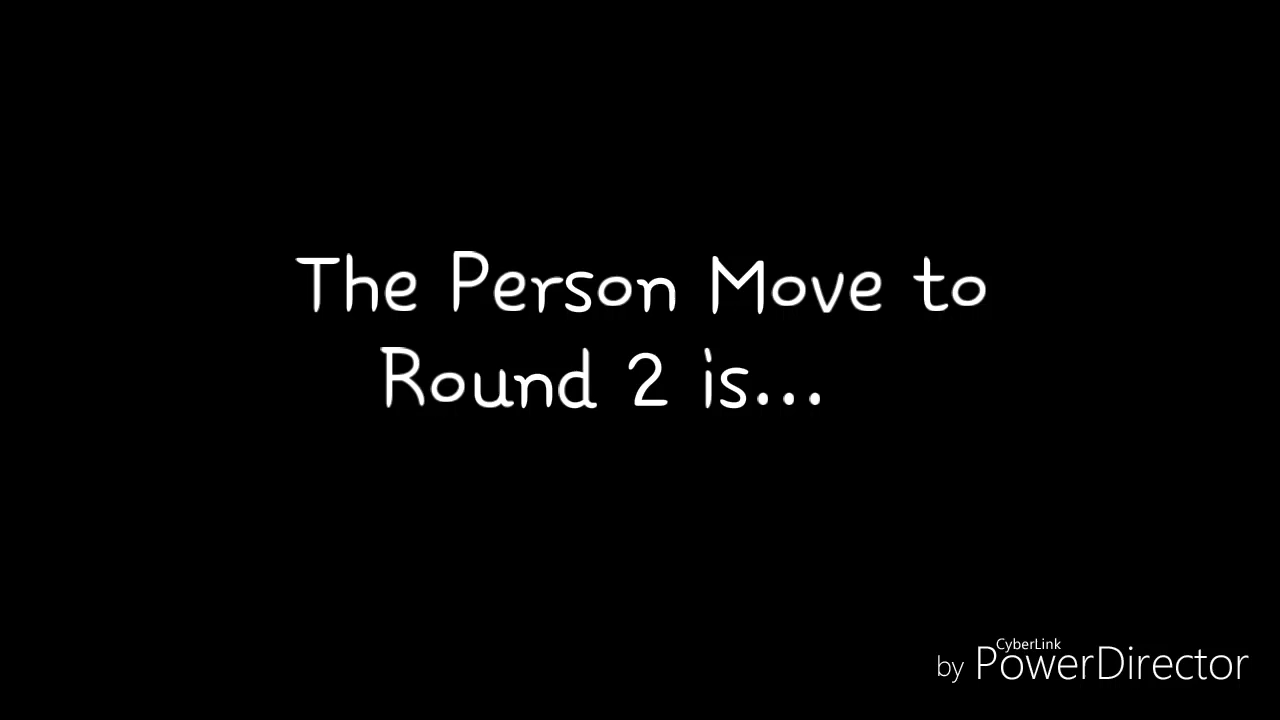 The Person Move to
Round 2 is...
CyberLink
by PowerDirector